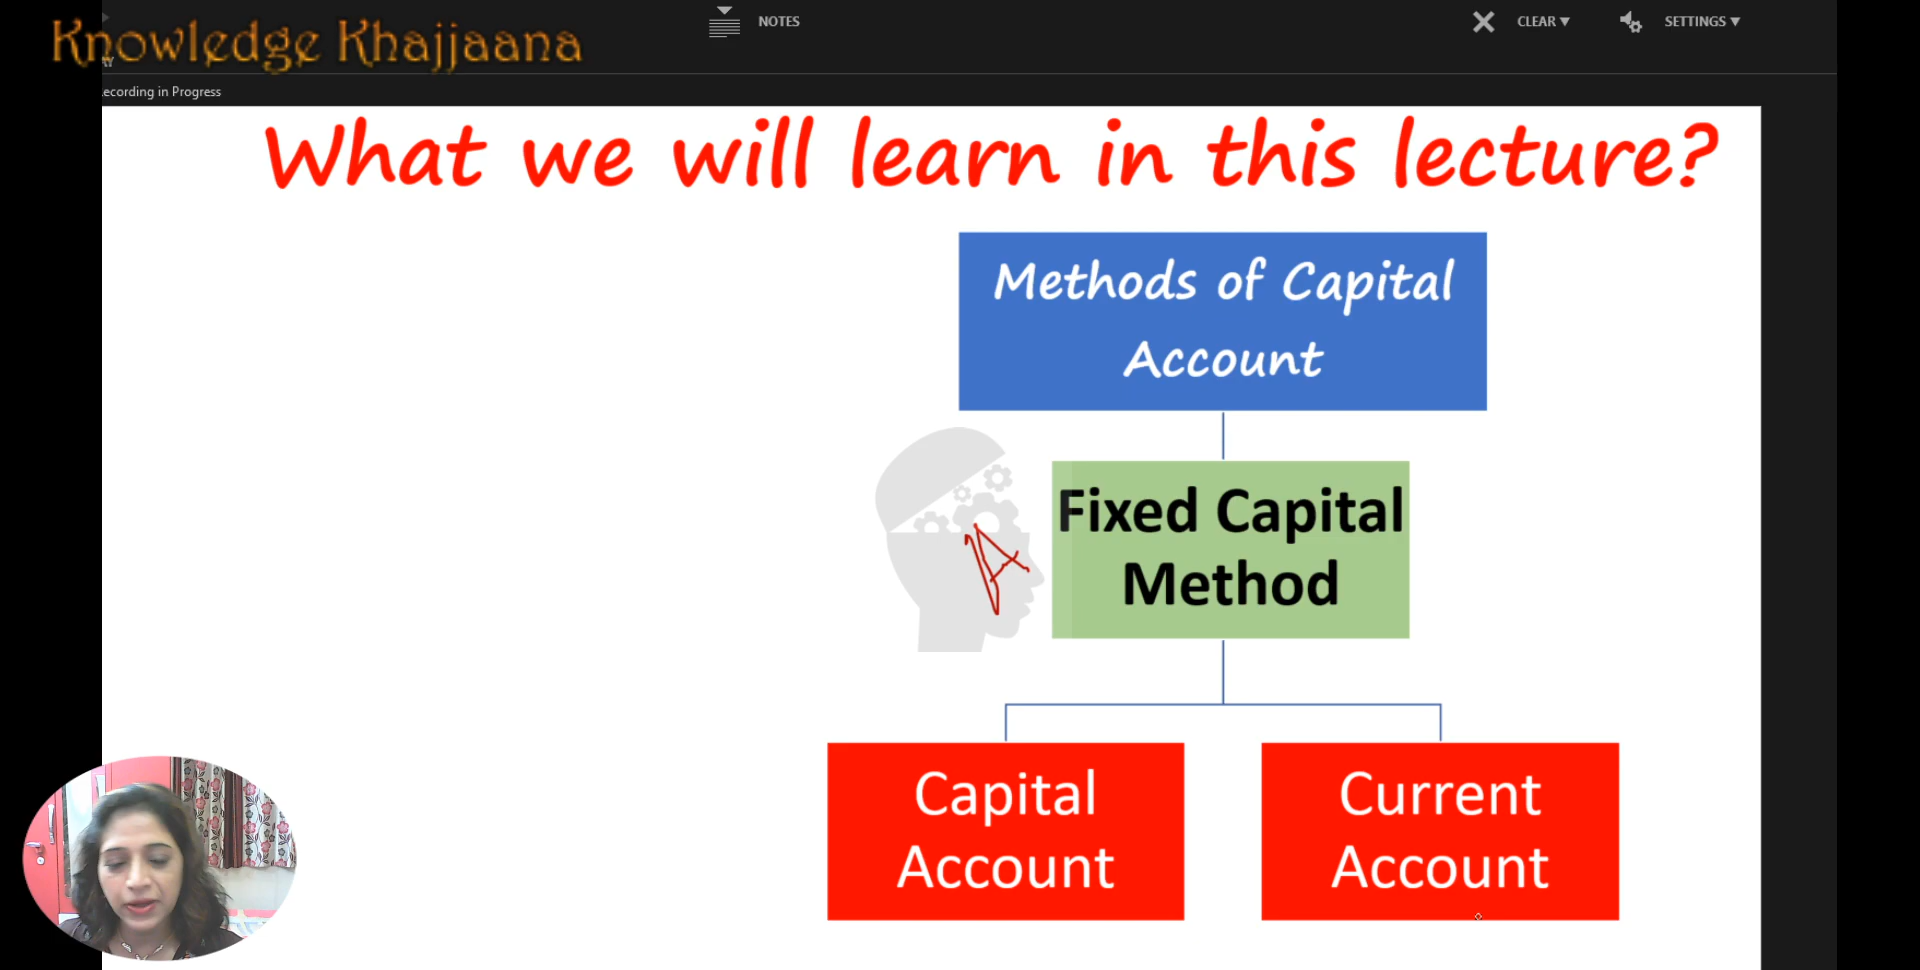 Knowledge Khajjaana
NOTES
CLEAR
SETTINGS
AY
ecording in Progress
What we will learn in this lecture?
Methods of Capital
Account
A
Fixed Capital
Method
Capital
Account
Current
Account